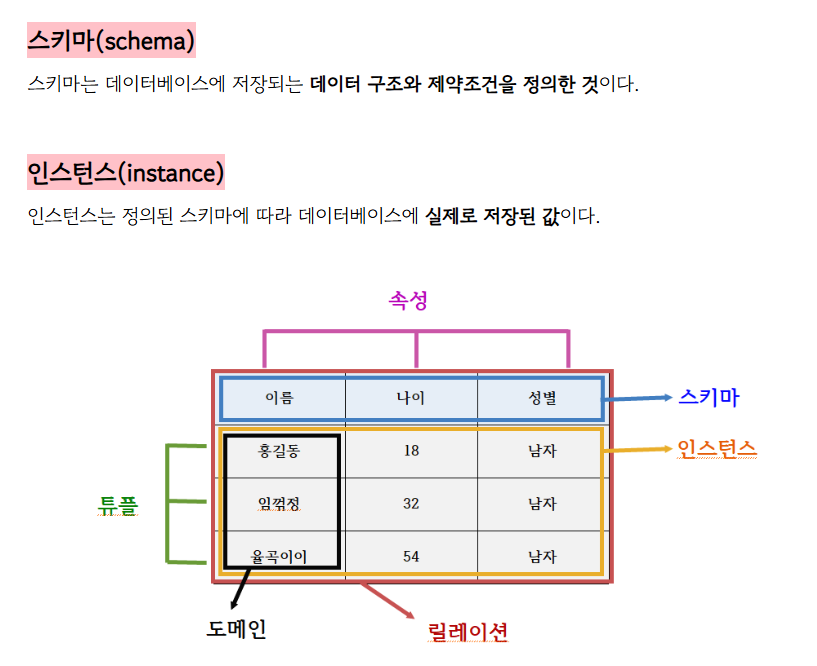 스키마(schema)
스키마는 데이터베이스에 저장되는 데이터 구조와 제약조건을 정의한 것이다.
인스턴스(instance)
인스턴스는 정의된 스키마에 따라 데이터베이스에 실제로 저장된 값이다.
속성
이름 나이 성별 스키마
홍길동 18 남자 인스턴스
튜플 임꺾정 32 남자
율곡이이 54 남자
도메인 릴레이션